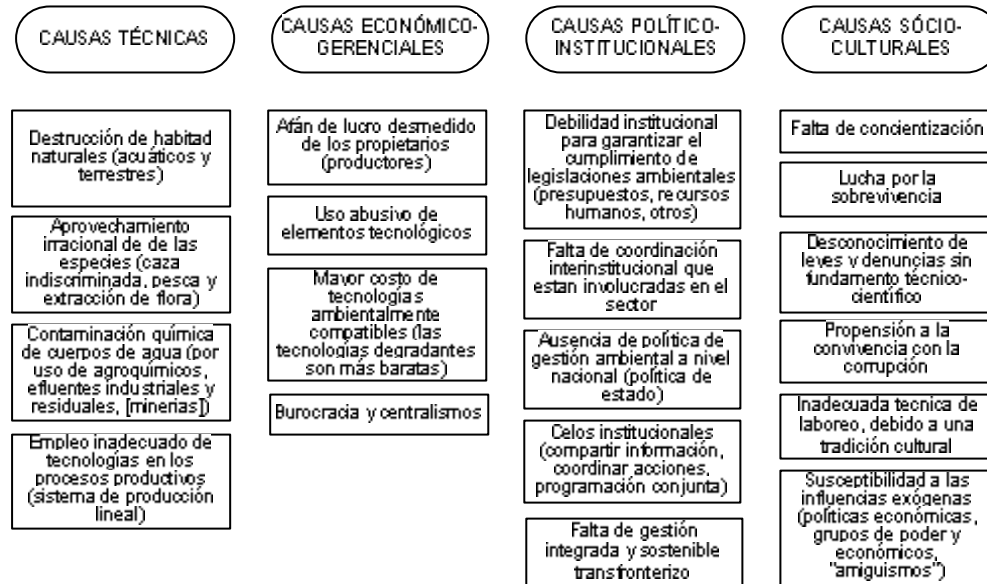 CAUSAS TÉCNICAS
Destrucción de habitad
naturales (acuáticos y
terrestres)
Aprovechamiento
irracional de de las
especies (caza
indiscriminada, pesca y
extracción de flora)
Contaminación química
de cuerpos de agua (por
uso de agroquímicos,
efluentes industriales y
residuales, [minerias])
Empleo inadecuado de
tecnologías en los
procesos productivos
(sistema de producción
lineal)
CAUSAS ECONÓMICO-
GERENCIALES
Afán de lucro desmedido
de los propietarios
(productores)
Uso abusivo de
elementos tecnológicos
Mayor costo de
tecnologías
ambientalmente
compatibles (las
tecnologías degradantes
son más baratas)
Burocracia y centralismos
CAUSAS POLÍTICO-
INSTITUCIONALES
Debilidad institucional
para garantizar el
cumplimiento de
legislaciones ambientales
(presupuestos, recursos
humanos, otros)
Falta de coordinación
interinstitucional que
estan involucradas en el
sector
Ausencia de política de
gestión ambiental a nivel
nacional (política de
estado)
Celos institucionales
(compartir información,
coordinar acciones,
programación conjunta)
Falta de gestión
integrada y sostenible
transfronterizo
CAUSAS SÓCIO-
CULTURALES
Falta de concientización
Lucha por la
sobrevivencia
Desconocimiento de
leyes y denuncias sin
fundamento técnico-
científico
Propensión a la
convivencia con la
corrupción
Inadecuada tecnica de
laboreo, debido a una
tradición cultural
Susceptibilidad a las
influencias exógenas
(políticas económicas,
grupos de poder y
económicos,
"amiguismos")